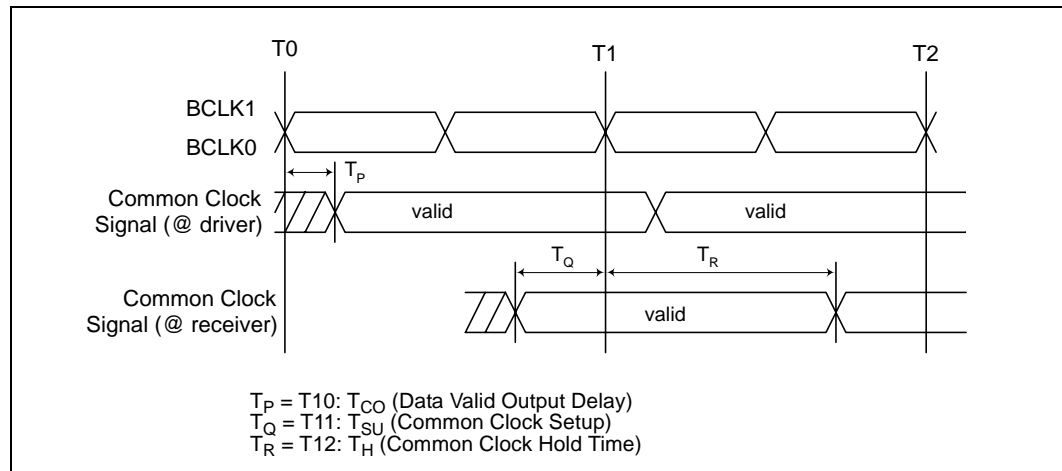 T0 T1 T2
BCLK1
BCLK0
TP
Common Clock
Signal (@ driver)
valid valid
TQ TR
Common Clock
Signal (@ receiver)
valid
TP = T10: TCO (Data Valid Output Delay)
TQ = T11: TSU (Common Clock Setup)
TR = T12: TH (Common Clock Hold Time)